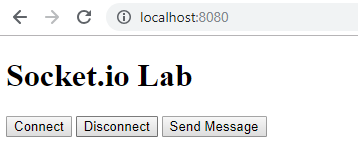 localhost:8080
Socket.io Lab
Connect Disconnect Send Message